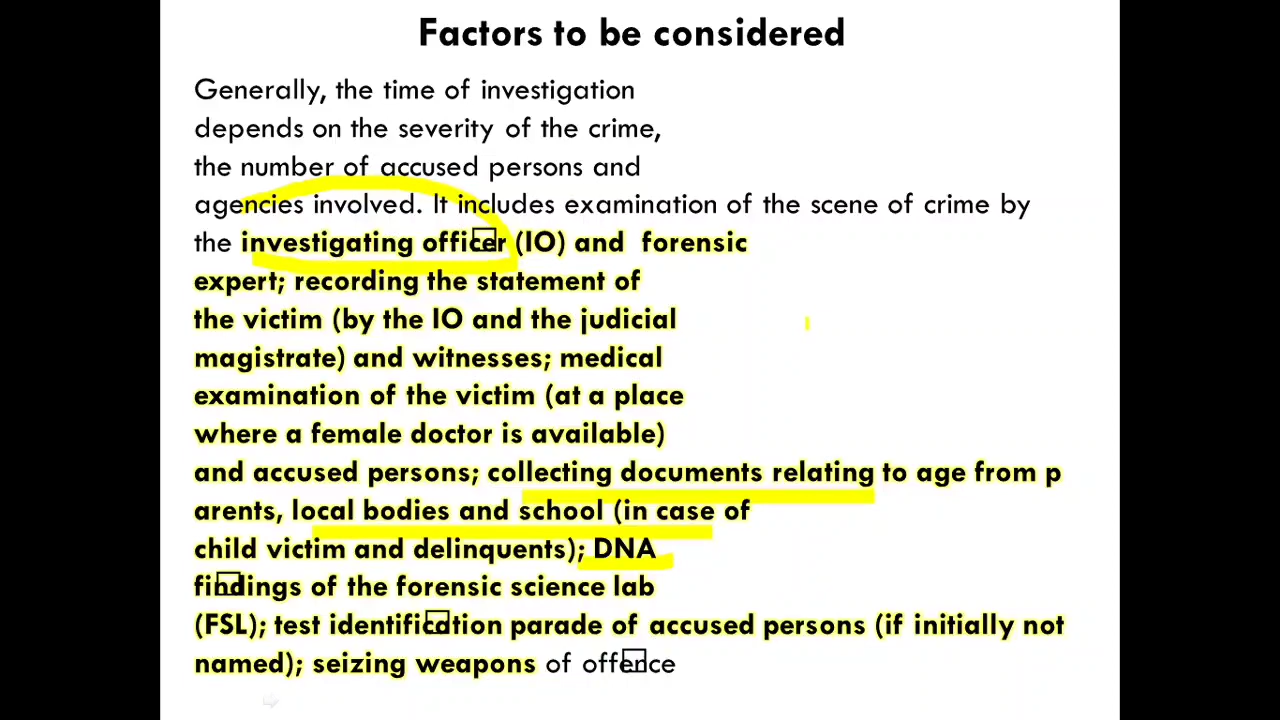 Factors to be considered
Generally, the time of investigation
depends on the severity of the crime,
the number of accused persons and
agencies involved. It includes examination of the scene of crime by
the investigating officer (IO) and forensic
expert; recording the statement of
the victim (by the IO and the judicial
magistrate) and witnesses; medical
examination of the victim (at a place
where a female doctor is available)
and accused persons; collecting documents relating to age from p
arents, local bodies and school (in case of
child victim and delinquents); DNA
findings of the forensic science lab
(FSL); test identification parade of accused persons (if initially not
named); seizing weapons of offence